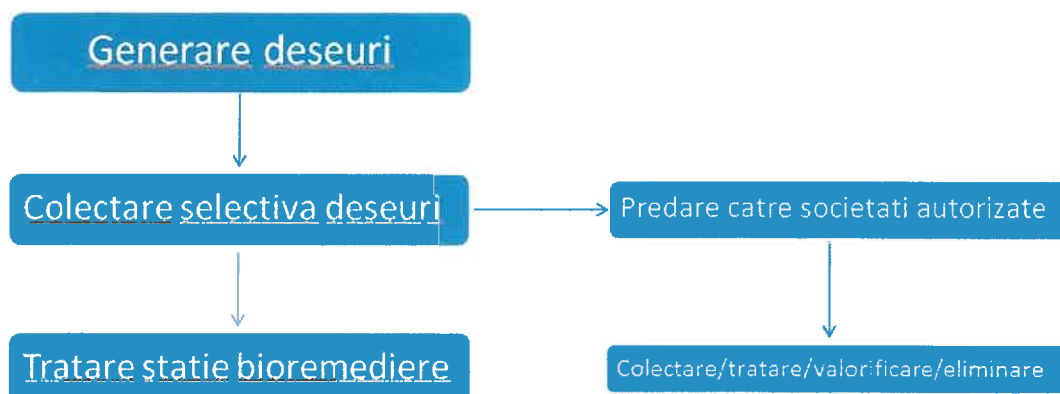 Generare deseuri
Colectare selectiva deseuri
Predare catre societati autorizate
Tratare statie bioremediere
Colectare/tratare/valorificare/eliminare